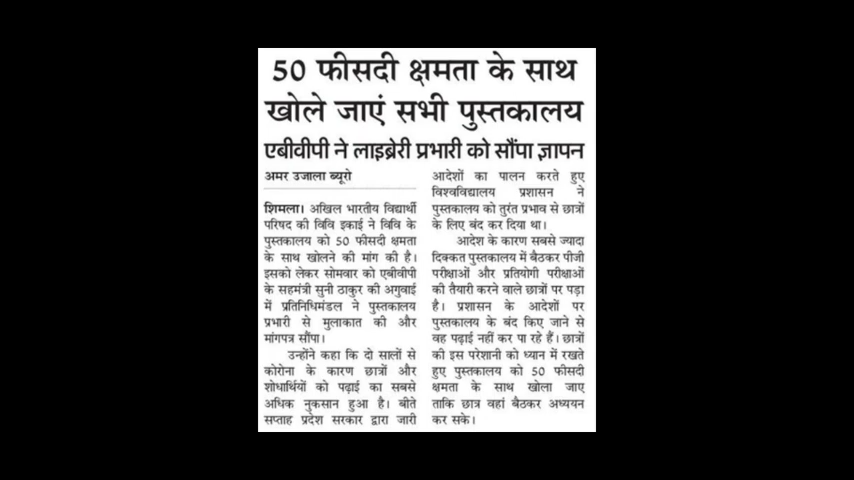 50 फीसदी क्षमता के साथ
खोले जाएं सभी पुस्तकालय
एबीवीपी ने लाइब्रेरी प्रभारी को सौंपा ज्ञापन
अमर उजाला ब्यूरो
शिमला। अखिल भारतीय विद्यार्थी
परिषद की विवि इकाई ने विवि के
पुस्तकालय को 50 फीसदी क्षमता
के साथ खोलने की मांग की है।
इसको लेकर सोमवार को एबीवीपी
के सहमंत्री सुनी ठाकुर की अगुवाई
में प्रतिनिधिमंडल ने पुस्तकालय
प्रभारी से मुलाकात की और
मांगपत्र सौंपा।
उन्होंने कहा कि दो सालों से
कोरोना के कारण छात्रों और
शोधार्थियों को पढ़ाई का सबसे
अधिक नुकसान हुआ है। बीते
सप्ताह प्रदेश सरकार द्वारा जारी
आदेशों का पालन करते हुए
विश्वविद्यालय प्रशासन ने
पुस्तकालय को तुरंत प्रभाव से छात्रों
के लिए बंद कर दिया था।
आदेश के कारण सबसे ज्यादा
दिक्कत पुस्तकालय में बैठकर पीजी
परीक्षाओं और प्रतियोगी परीक्षाओं
की तैयारी करने वाले छात्रों पर पड़ा
है। प्रशासन के आदेशों पर
पुस्तकालय के बंद किए जाने से
वह पढ़ाई नहीं कर पा रहे हैं। छात्रों
की इस परेशानी को ध्यान में रखते
हुए पुस्तकालय को 50 फीसदी
क्षमता के साथ खोला जाए
ताकि छात्र वहां बैठकर अध्ययन
कर सके।